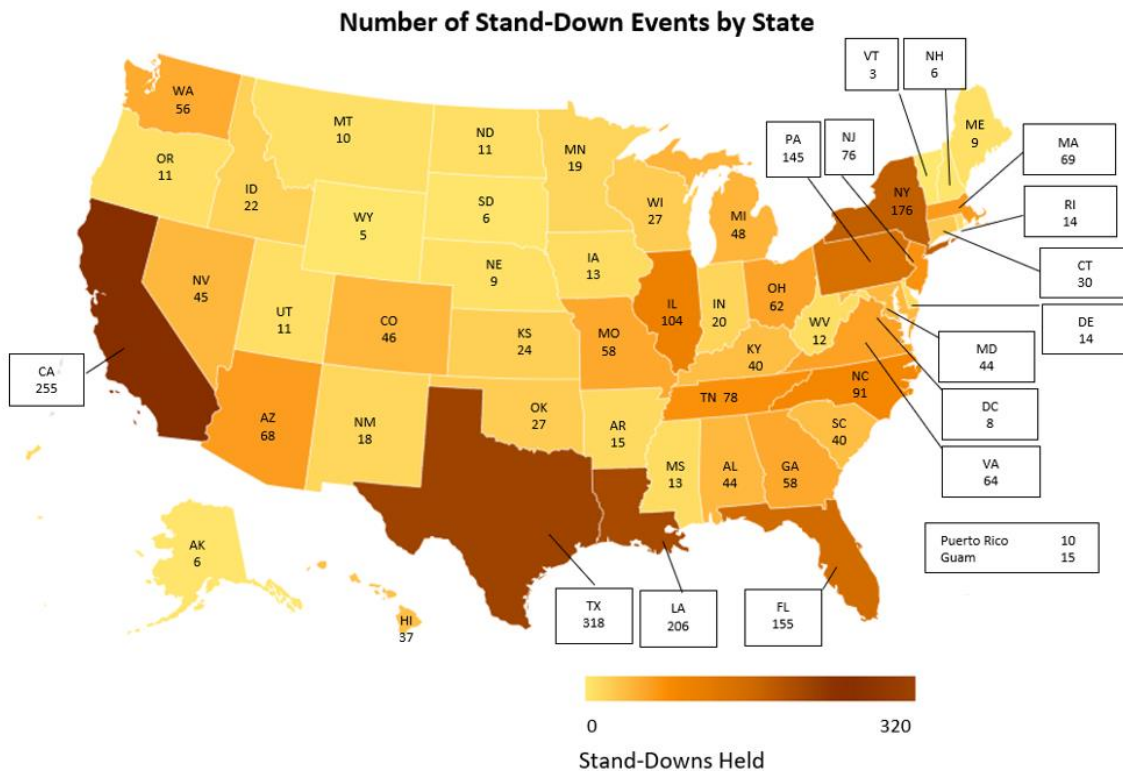 Number of Stand-Down Events by State
VT
3
NH
6
WA
56
MT
10
ND
11
MN
19
ME
9
PA
145
NJ
76
MA
69
OR
11
ID
22
WY
5
SD
6
WI
27
MI
48
NY
176
RI
14
NV
45
UT
11
CO
46
NE
9
IA
13
IL
104
IN
20
OH
62
CT
30
DE
14
KS
24
MO
58
KY
40
WV
12
MD
44
CA
255
AZ
68
NM
18
OK
27
AR
15
TN 78
NC
91
SC
40
DC
8
VA
64
MS
13
AL
44
GA
58
AK
6
HI
37
TX
318
LA
206
FL
155
Puerto Rico 10
Guam 15
0 320
Stand-Downs Held